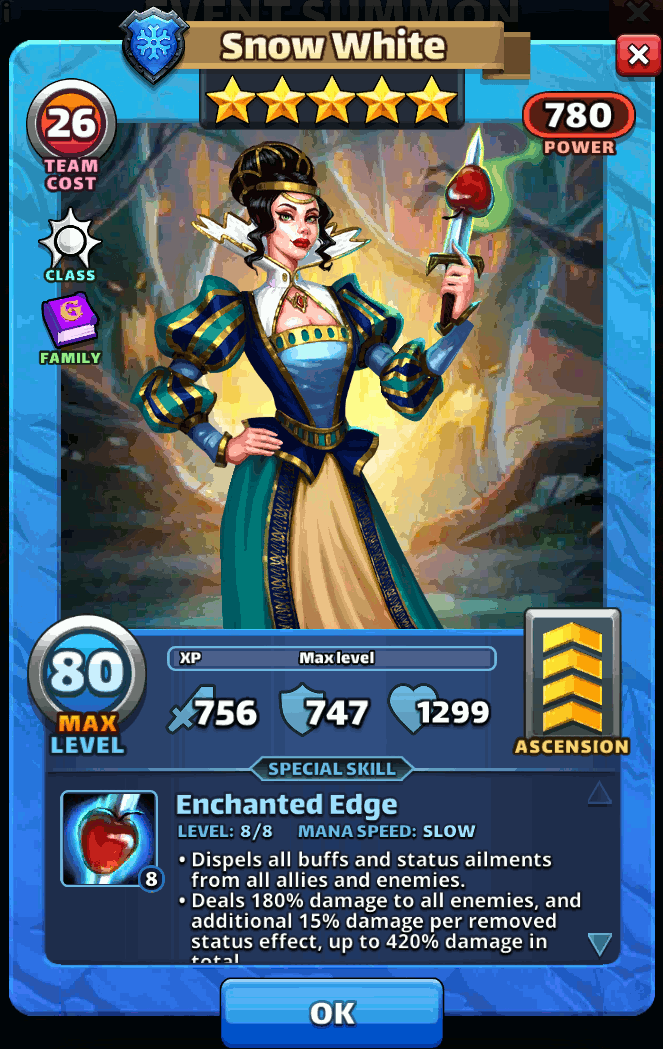 EVENT SUMMON
Snow White
26
TEAM
COST
780
POWER
CLASS
G
FAMILY
80
MAX
LEVEL
XP
Max level
756
747
1299
ASCENSION
SPECIAL SKILL
Enchanted Edge
LEVEL: 8/8 MANA SPEED: SLOW
8
• Dispels all buffs and status ailments
from all allies and enemies.
• Deals 180% damage to all enemies, and
additional 15% damage per removed
status effect, up to 420% damage in
total
OK